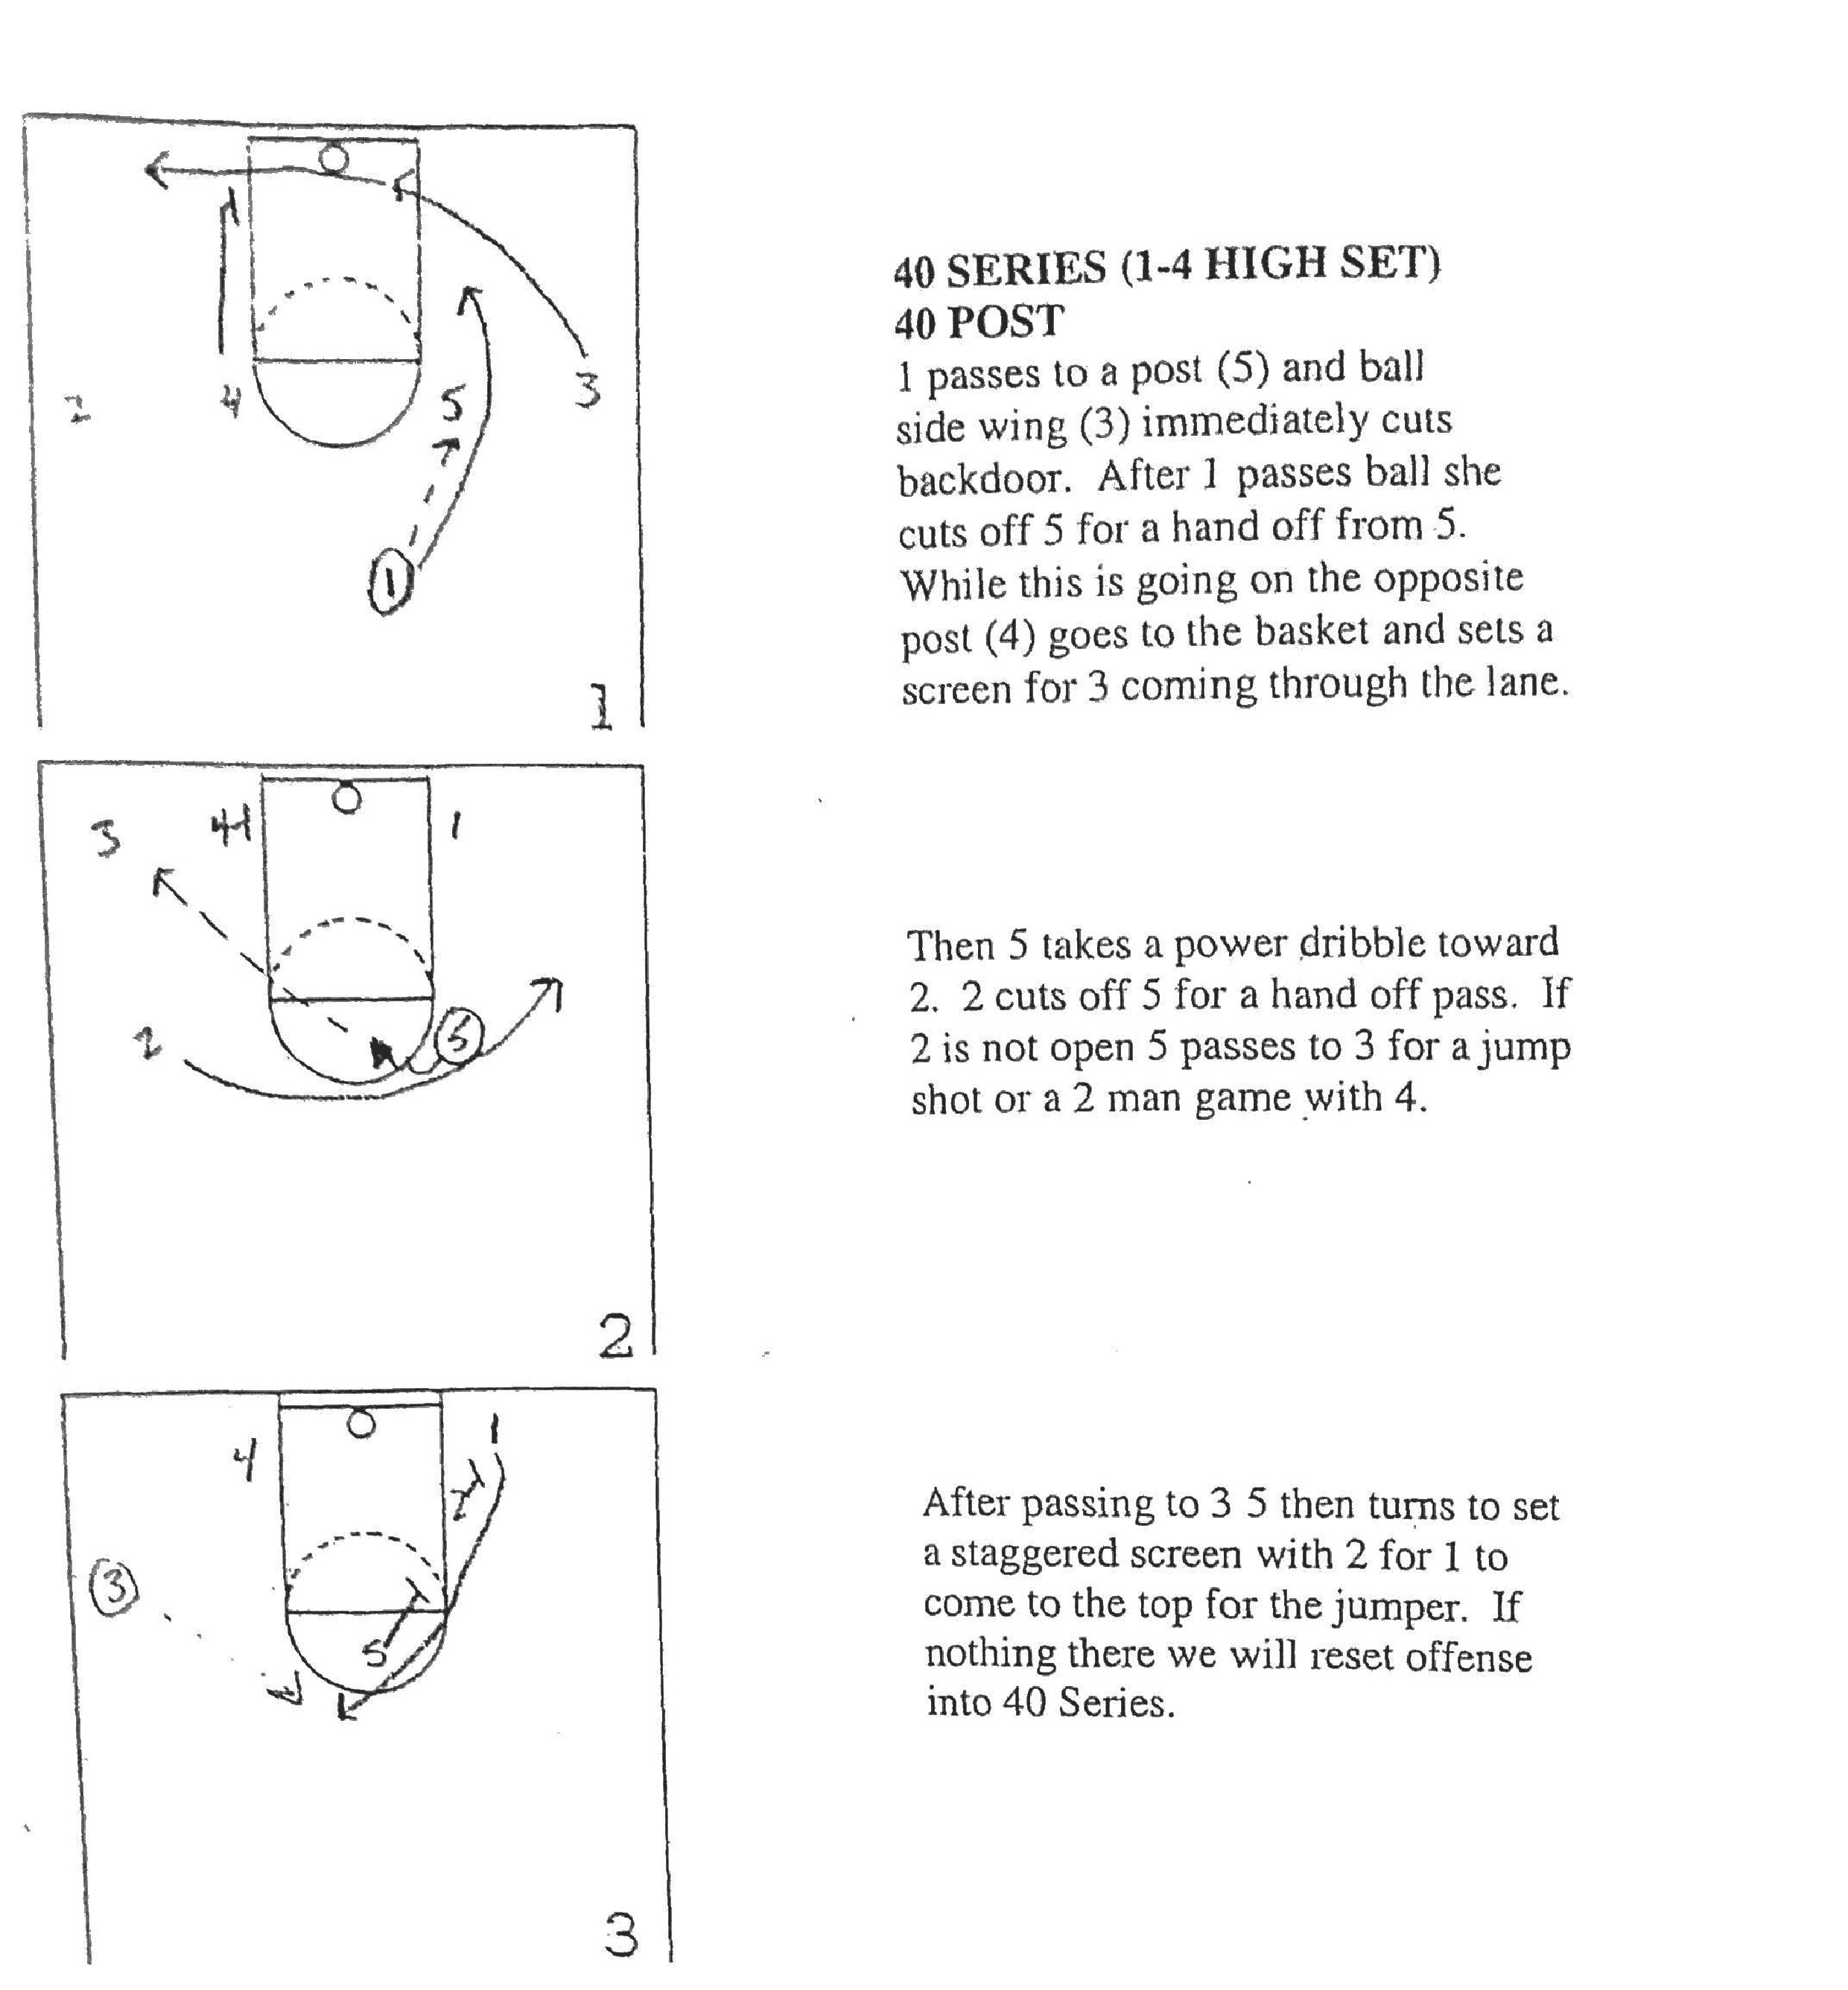 2
4
5
3
1
1
40 SERIES (1-4 HIGH SET)
40 POST
1 passes to a post (5) and ball
side wing (3) immediately cuts
backdoor. After 1 passes ball she
cuts off 5 for a hand off from 5.
While this is going on the opposite
post (4) goes to the basket and sets a
screen for 3 coming through the lane.
3
4
1
2
5
2
Then 5 takes a power dribble toward
2. 2 cuts off 5 for a hand off pass. If
2 is not open 5 passes to 3 for a jump
shot or a 2 man game with 4.
4
1
2
3
5
3
After passing to 3 5 then turns to set
a staggered screen with 2 for 1 to
come to the top for the jumper. If
nothing there we will reset offense
into 40 Series.